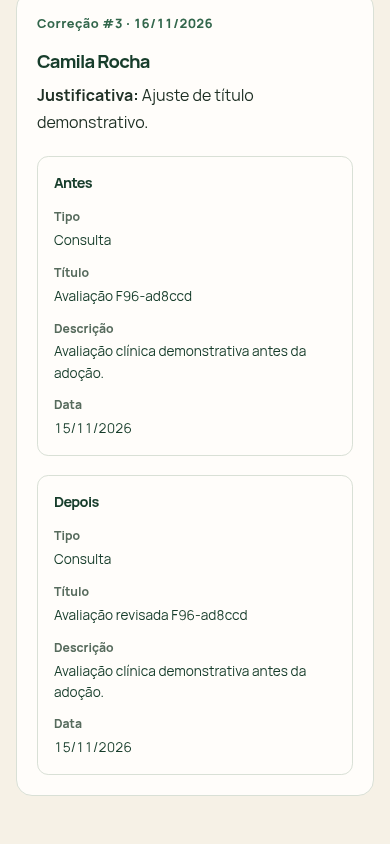 Correção #3 · 16/11/2026
Camila Rocha
Justificativa: Ajuste de título
demonstrativo.
Antes
Tipo
Consulta
Título
Avaliação F96-ad8ccd
Descrição
Avaliação clínica demonstrativa antes da
adoção.
Data
15/11/2026
Depois
Tipo
Consulta
Título
Avaliação revisada F96-ad8ccd
Descrição
Avaliação clínica demonstrativa antes da
adoção.
Data
15/11/2026